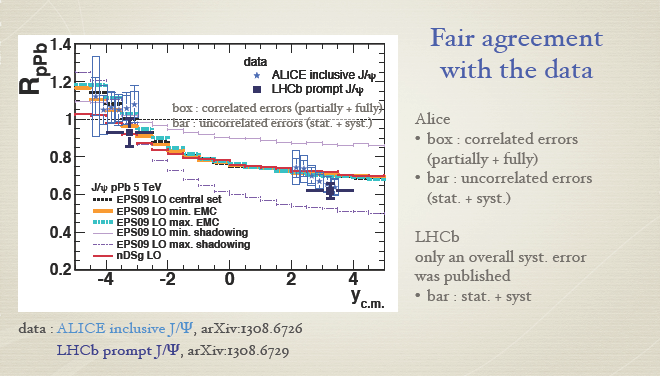 Fair agreement
with the data
R pPb
1.4
1.2
1
0.8
0.6
0.4
0.2
data
ALICE inclusive J/ψ
LHCb prompt J/ψ
box : correlated errors (partially + fully)
bar : uncorrelated errors (stat. + syst.)
J/ψ pPb 5 TeV
EPS09 LO central set
EPS09 LO min. EMC
EPS09 LO max. EMC
EPS09 LO min. shadowing
EPS09 LO max. shadowing
nDSg LO
-4 -2 0 2 4
y c.m.
Alice
• box : correlated errors
(partially + fully)
• bar : uncorrelated errors
(stat. + syst.)
LHCb
only an overall syst. error
was published
• bar : stat. + syst
data : ALICE inclusive J/Ψ, arXiv:1308.6726
LHCb prompt J/Ψ, arXiv:1308.6729